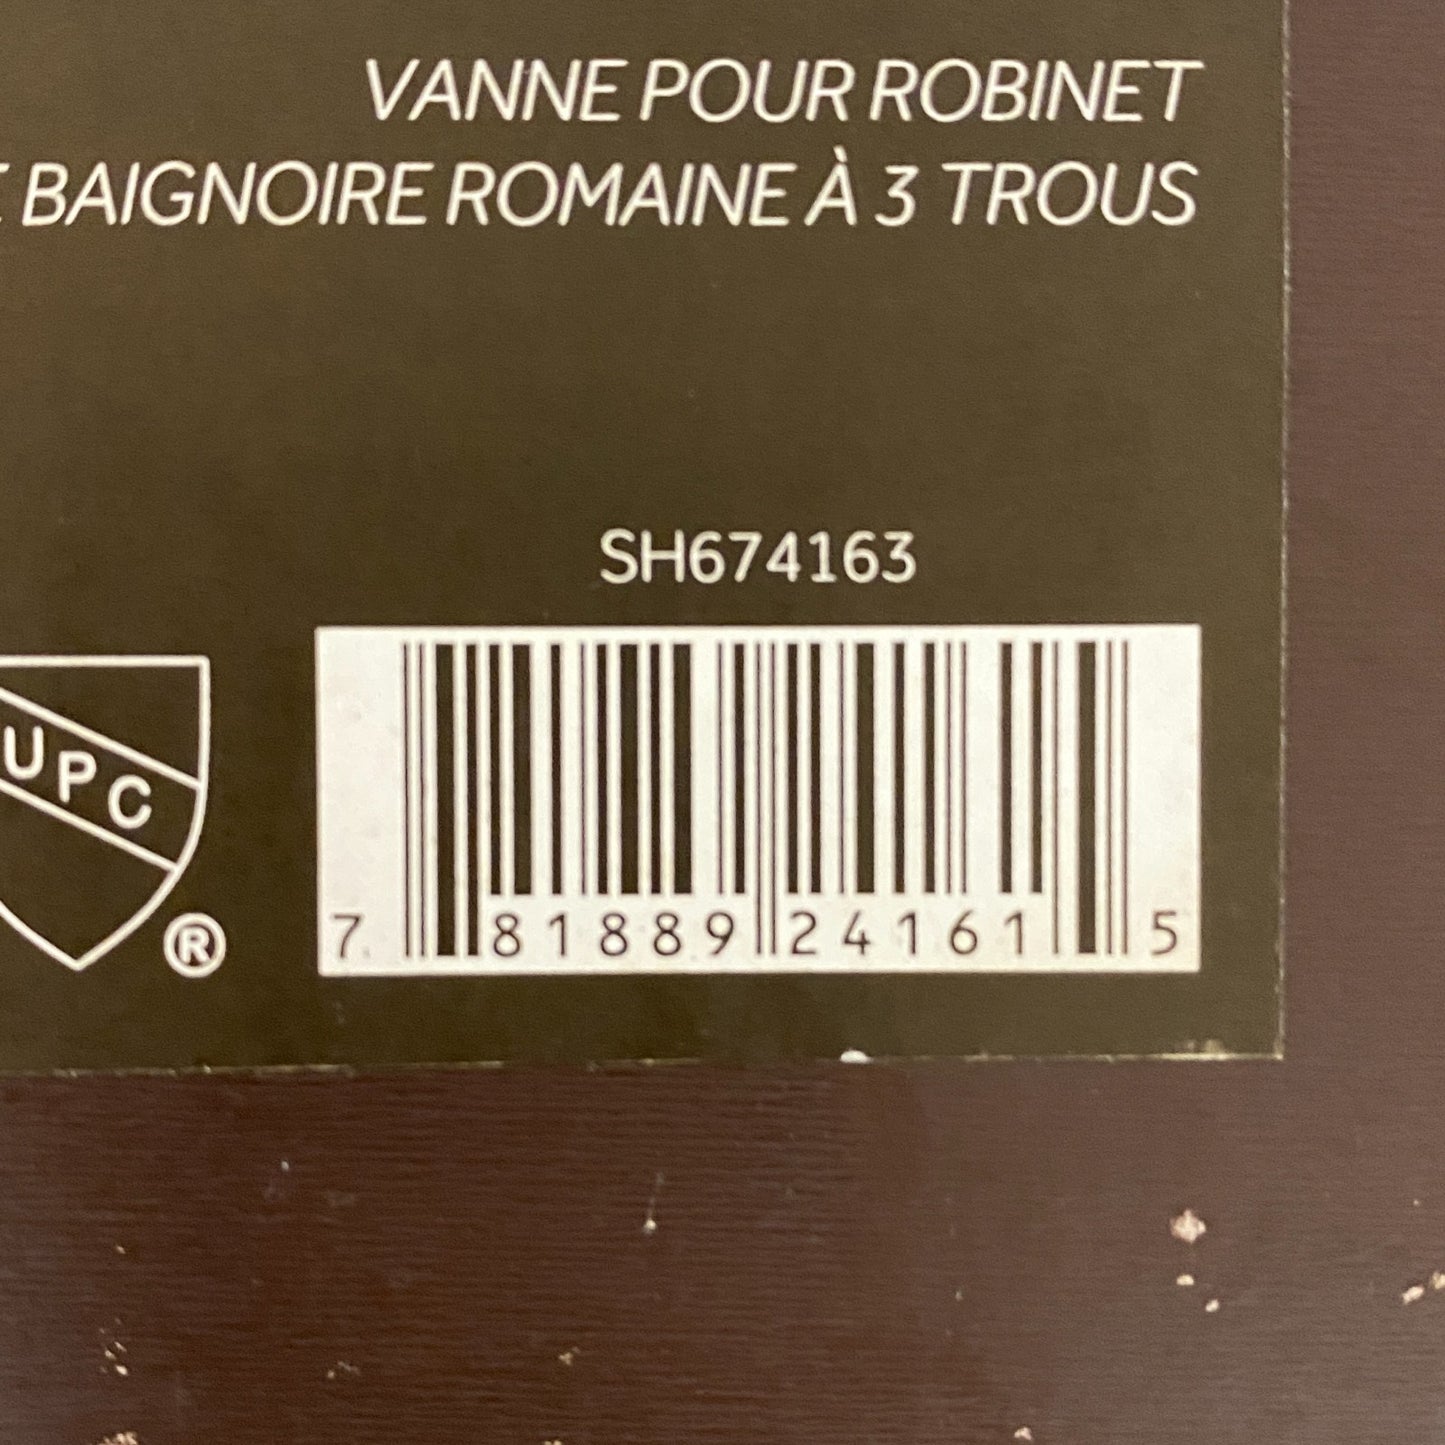 VANNE POUR ROBINET
BAIGNOIRE ROMAINE À 3 TROUS
SH674163
UPC
®
7 81889 24161 5